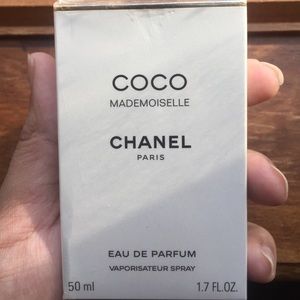 COCO
MADEMOISELLE
CHANEL
PARIS
EAU DE PARFUM
VAPORISATEUR SPRAY
50 ml 1.7 FL.OZ.